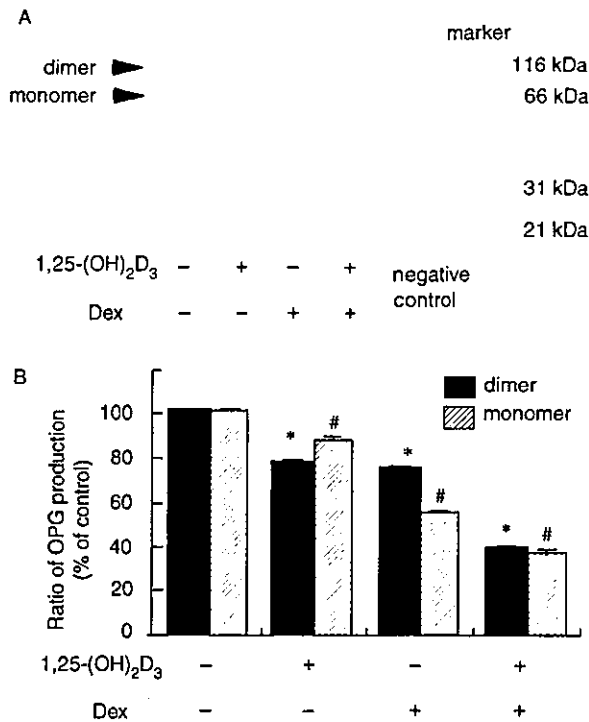 A
marker
dimer 116 kDa
monomer 66 kDa
31 kDa
21 kDa
1,25-(OH)₂D₃ – + – + negative control
Dex – – + +
B
dimer
monomer
Ratio of OPG production (% of control)
100
80
60
40
20
0
* # * # * #
1,25-(OH)₂D₃ – + – +
Dex – – + +